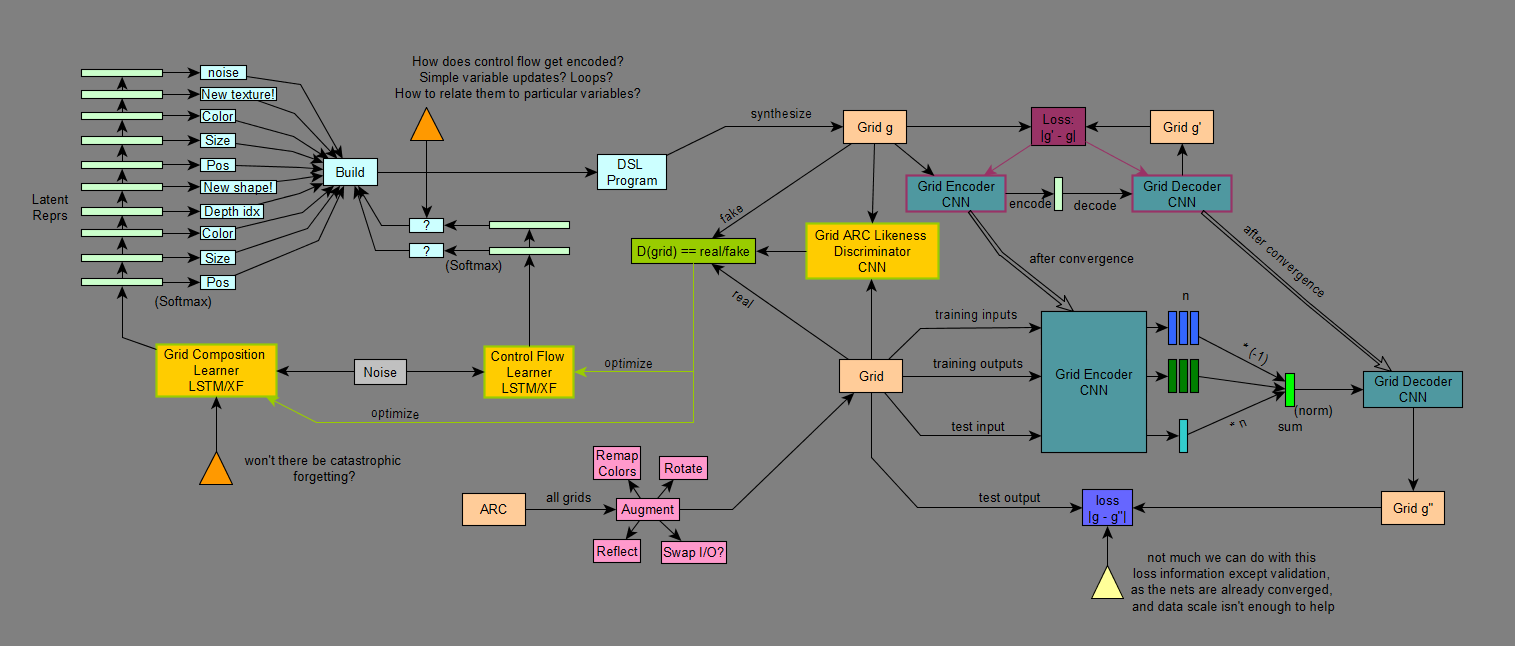 How does control flow get encoded?
Simple variable updates? Loops?
How to relate them to particular variables?
noise
New texture!
Color
Size
Pos
New shape!
Depth idx
Color
Size
Pos
Latent
Reprs
(Softmax)
Build
?
?
(Softmax)
DSL
Program
synthesize
Grid g
Loss:
|g' - g|
Grid g'
Grid Encoder
CNN
encode
decode
Grid Decoder
CNN
fake
D(grid) == real/fake
Grid ARC Likeness
Discriminator
CNN
after convergence
after convergence
real
n
training inputs
training outputs
test input
Grid Encoder
CNN
* (-1)
* n
(norm)
sum
Grid Decoder
CNN
Grid Composition
Learner
LSTM/XF
Noise
Control Flow
Learner
LSTM/XF
optimize
optimize
Grid
won't there be catastrophic
forgetting?
ARC
all grids
Augment
Remap
Colors
Rotate
Reflect
Swap I/O?
test output
loss
|g - g"|
Grid g"
not much we can do with this
loss information except validation,
as the nets are already converged,
and data scale isn't enough to help